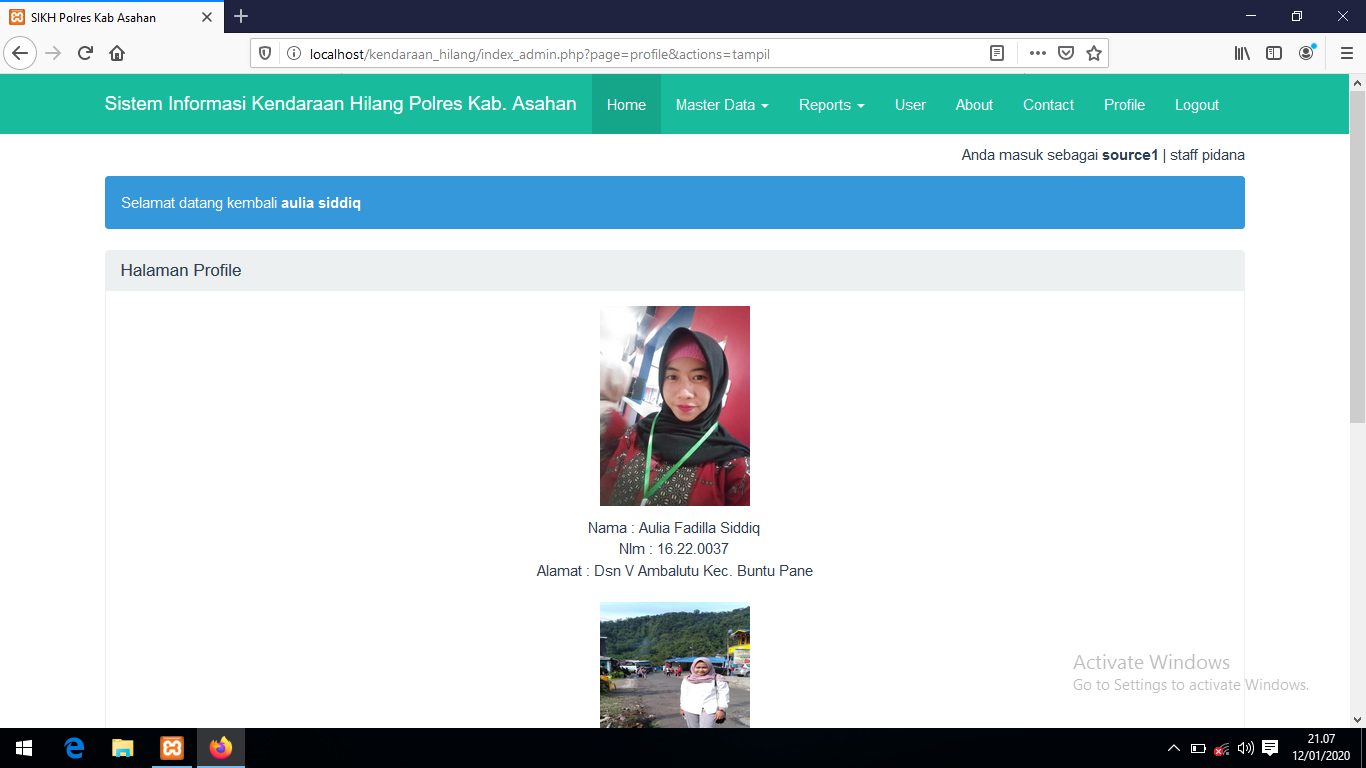 SIKH Polres Kab Asahan
localhost/kendaraan_hilang/index_admin.php?page=profile&actions=tampil
Sistem Informasi Kendaraan Hilang Polres Kab. Asahan Home Master Data Reports User About Contact Profile Logout
Anda masuk sebagai source1 | staff pidana
Selamat datang kembali aulia siddiq
Halaman Profile
Nama : Aulia Fadilla Siddiq
NIm : 16.22.0037
Alamat : Dsn V Ambalutu Kec. Buntu Pane
Activate Windows
Go to Settings to activate Windows.
21.07
12/01/2020